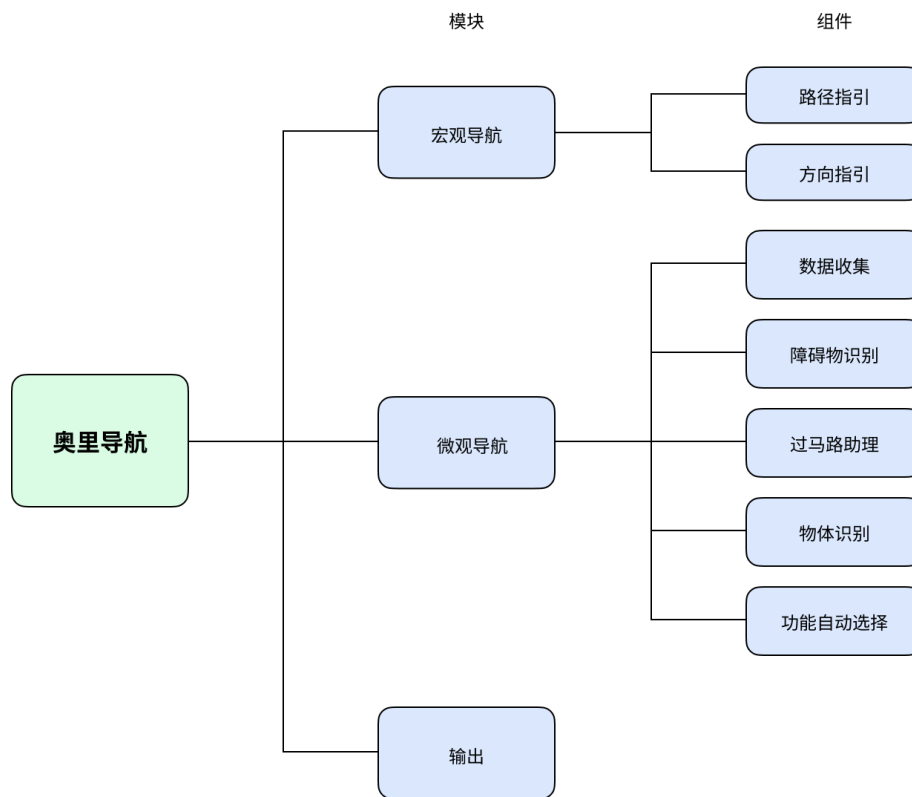 模块
组件
宏观导航
路径指引
方向指引
数据收集
障碍物识别
奥里导航
微观导航
过马路助理
物体识别
功能自动选择
输出